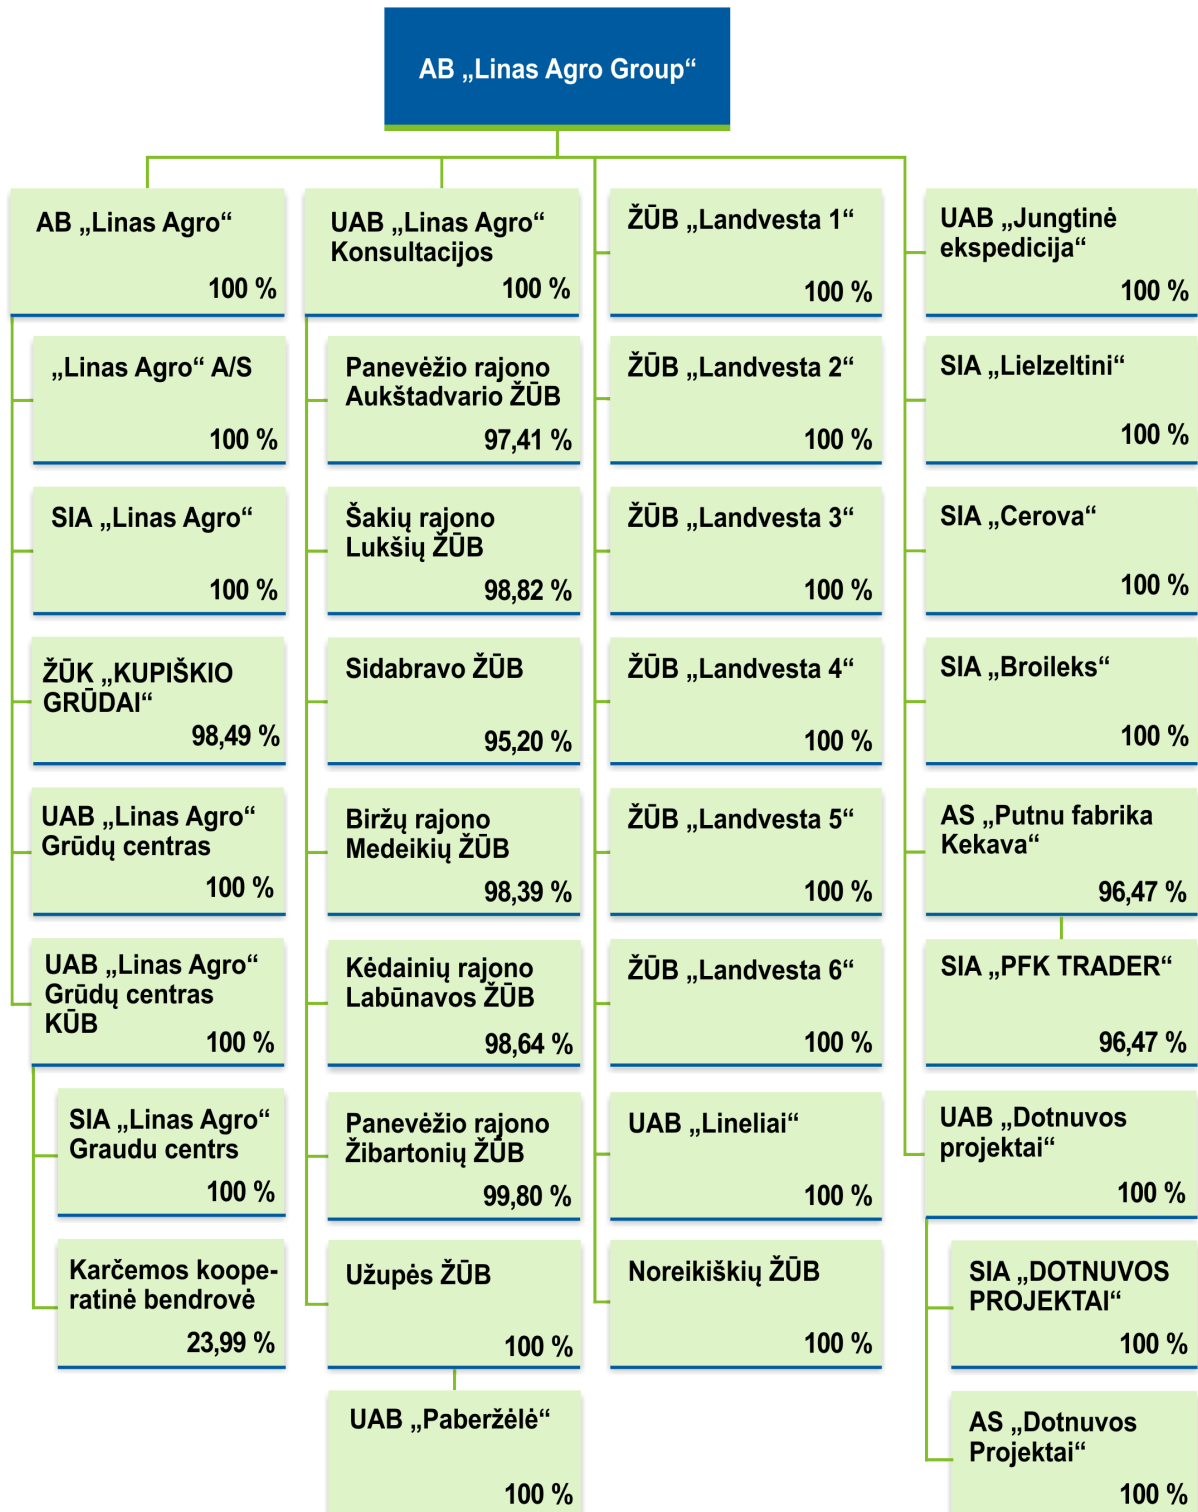 AB „Linas Agro Group“
AB „Linas Agro“
100 %
„Linas Agro“ A/S
100 %
SIA „Linas Agro“
100 %
ŽŪK „KUPIŠKIO
GRŪDAI“
98,49 %
UAB „Linas Agro“
Grūdų centras
100 %
UAB „Linas Agro“
Grūdų centras
KŪB
100 %
SIA „Linas Agro“
Graudu centrs
100 %
Karčemos koope-
ratinė bendrovė
23,99 %
UAB „Linas Agro“
Konsultacijos
100 %
Panevėžio rajono
Aukštadvario ŽŪB
97,41 %
Šakių rajono
Lukšių ŽŪB
98,82 %
Sidabravo ŽŪB
95,20 %
Biržų rajono
Medeikių ŽŪB
98,39 %
Kėdainių rajono
Labūnavos ŽŪB
98,64 %
Panevėžio rajono
Žibartonių ŽŪB
99,80 %
Užupės ŽŪB
100 %
UAB „Paberžėlė“
100 %
ŽŪB „Landvesta 1“
100 %
ŽŪB „Landvesta 2“
100 %
ŽŪB „Landvesta 3“
100 %
ŽŪB „Landvesta 4“
100 %
ŽŪB „Landvesta 5“
100 %
ŽŪB „Landvesta 6“
100 %
UAB „Lineliai“
100 %
Noreikiškių ŽŪB
100 %
UAB „Jungtinė
ekspedicija“
100 %
SIA „Lielzeltini“
100 %
SIA „Cerova“
100 %
SIA „Broileks“
100 %
AS „Putnu fabrika
Kekava“
96,47 %
SIA „PFK TRADER“
96,47 %
UAB „Dotnuvos
projektai“
100 %
SIA „DOTNUVOS
PROJEKTAI“
100 %
AS „Dotnuvos
Projektai“
100 %